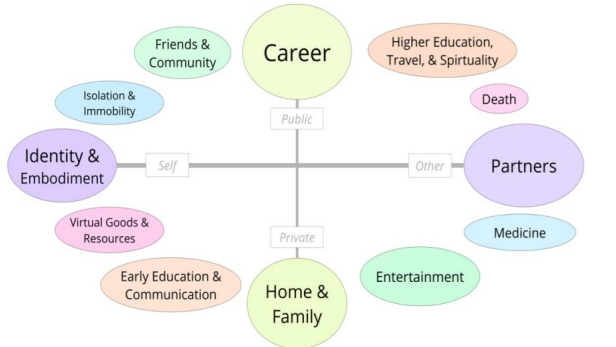 Friends &
Community
Career
Higher Education,
Travel, & Spirtuality
Isolation &
Immobility
Death
Public
Identity &
Embodiment
Self
Other
Partners
Virtual Goods &
Resources
Private
Medicine
Early Education &
Communication
Home &
Family
Entertainment